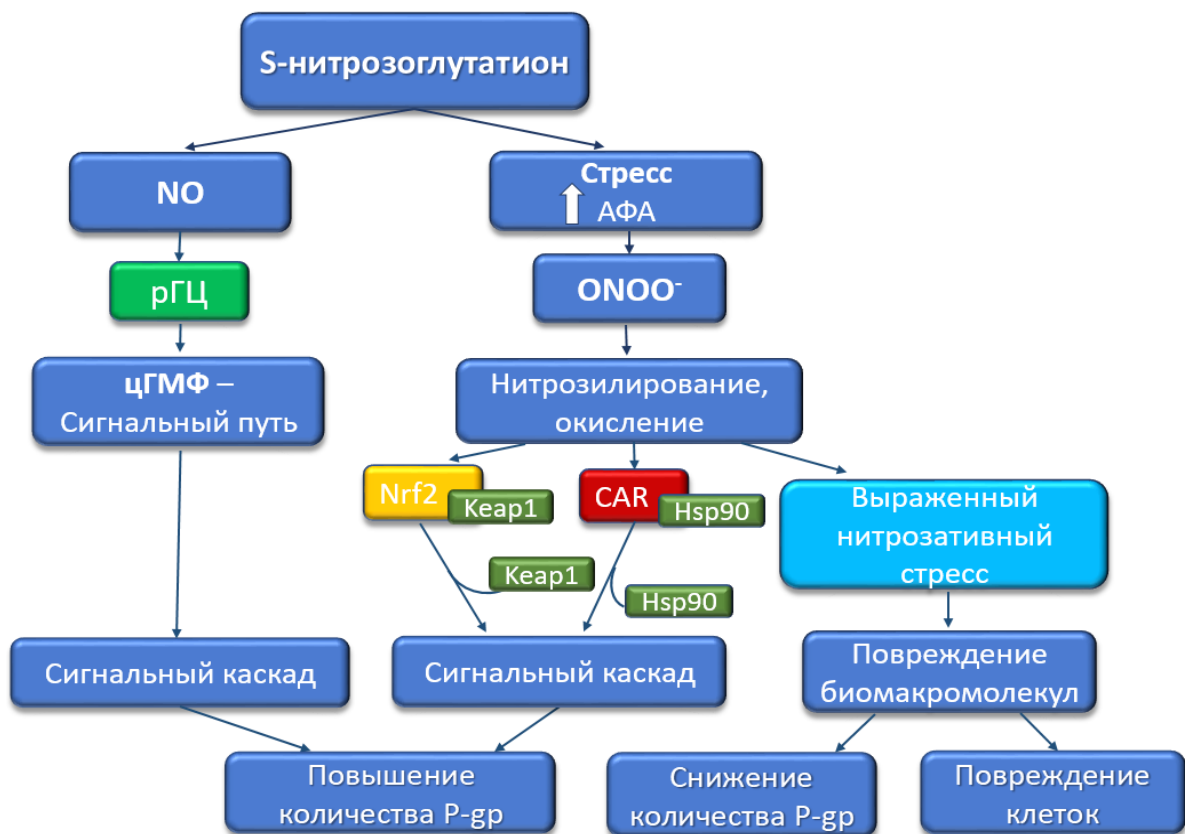 S-нитрозоглутатион
NO
Стресс
АФА
рГЦ
ONOO⁻
цГМФ –
Сигнальный путь
Нитрозилирование,
окисление
Nrf2
Keap1
CAR
Hsp90
Выраженный
нитрозативный
стресс
Keap1
Hsp90
Сигнальный каскад
Сигнальный каскад
Повреждение
биомакромолекул
Повышение
количества P-gp
Снижение
количества P-gp
Повреждение
клеток